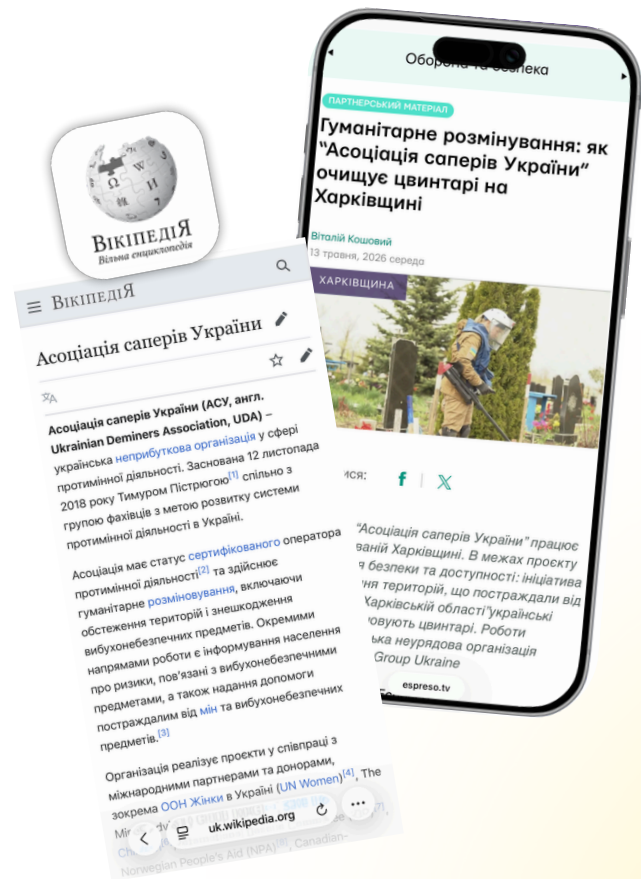 Оборона та безпека
ПАРТНЕРСЬКИЙ МАТЕРІАЛ
Гуманітарне розмінування: як
"Асоціація саперів України"
очищує цвинтарі на
Харківщині
Віталій Кошовий
13 травня, 2026 середа
ХАРКІВЩИНА
"Асоціація саперів України" працює
Харківщині. В межах проєкту
безпеки та доступності: ініціатива
територій, що постраждали від
Харківській області "українські
цвинтарі. Роботи
неурядова організація
Group Ukraine
espreso.tv
ВІКІПЕДІЯ
Вільна енциклопедія
ВІКІПЕДІЯ
Асоціація саперів України
Асоціація саперів України (АСУ, англ.
Ukrainian Deminers Association, UDA) –
українська неприбуткова організація у сфері
протимінної діяльності. Заснована 12 листопада
2018 року Тимуром Пістрюгою[1] спільно з
групою фахівців з метою розвитку системи
протимінної діяльності в Україні.
Асоціація має статус сертифікованого оператора
протимінної діяльності[2] та здійснює
гуманітарне розміновування, включаючи
обстеження територій і знешкодження
вибухонебезпечних предметів. Окремими
напрямами роботи є інформування населення
про ризики, пов'язані з вибухонебезпечними
предметами, а також надання допомоги
постраждалим від мін та вибухонебезпечних
предметів.[3]
Організація реалізує проєкти у співпраці з
міжнародними партнерами та донорами,
зокрема ООН Жінки в Україні (UN Women)[4], The
uk.wikipedia.org
Norwegian People's Aid (NPA)[8], Canadian-